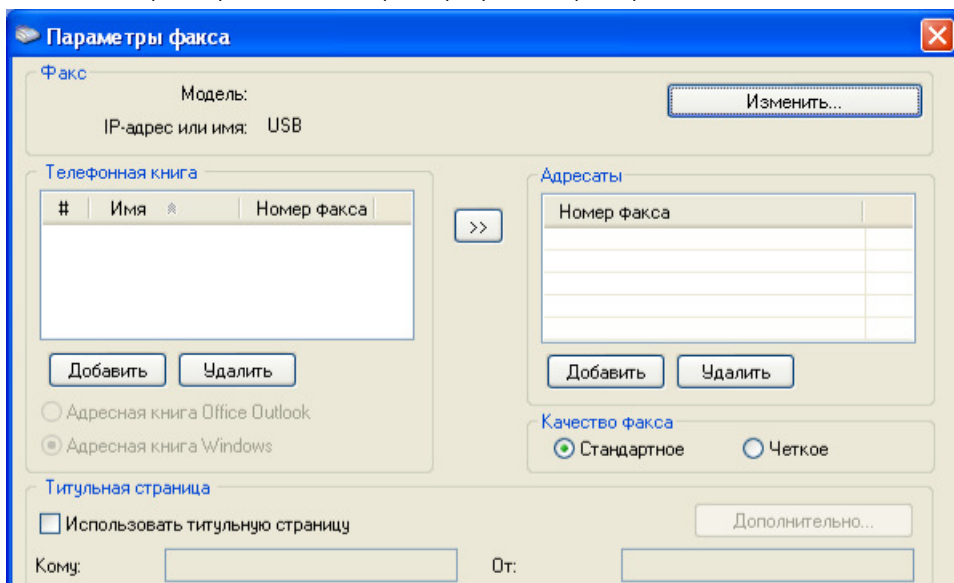 Параметры факса
Факс
Модель:
Изменить...
IP-адрес или имя: USB
Телефонная книга
# Имя Номер факса
>>
Адресаты
Номер факса
Добавить Удалить
Добавить Удалить
Адресная книга Office Outlook
Адресная книга Windows
Качество факса
Стандартное Четкое
Титульная страница
Использовать титульную страницу
Дополнительно...
Кому: От: